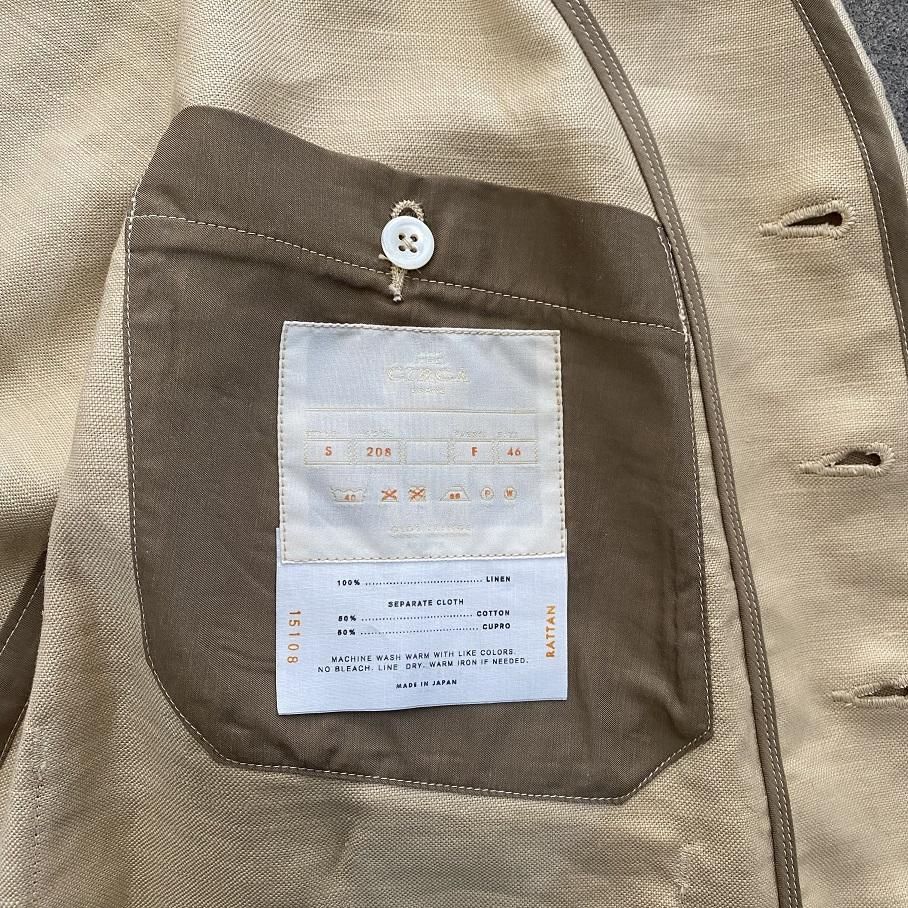 S 208 F 46
40 P W
100% ............ LINEN
SEPARATE CLOTH
50% ............ COTTON
50% ............ CUPRO
MACHINE WASH WARM WITH LIKE COLORS.
NO BLEACH. LINE DRY. WARM IRON IF NEEDED.
MADE IN JAPAN
15108
RATTAN